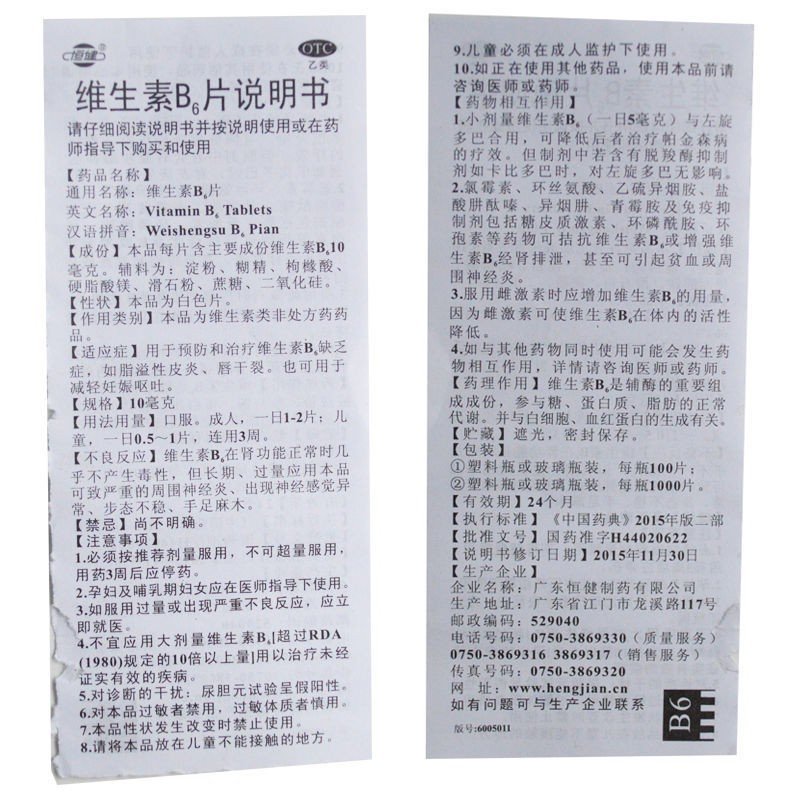 恒健®
OTC
乙类
维生素B₆片说明书
请仔细阅读说明书并按说明使用或在药
师指导下购买和使用
【药品名称】
通用名称：维生素B₆片
英文名称：Vitamin B₆ Tablets
汉语拼音：Weishengsu B₆ Pian
【成份】本品每片含主要成份维生素B₆10
毫克。辅料为：淀粉、糊精、枸橼酸、
硬脂酸镁、滑石粉、蔗糖、二氧化硅。
【性状】本品为白色片。
【作用类别】本品为维生素类非处方药药
品。
【适应症】用于预防和治疗维生素B₆缺乏
症，如脂溢性皮炎、唇干裂。也可用于
减轻妊娠呕吐。
【规格】10毫克
【用法用量】口服。成人，一日1-2片；儿
童，一日0.5～1片，连用3周。
【不良反应】维生素B₆在肾功能正常时几
乎不产生毒性，但长期、过量应用本品
可致严重的周围神经炎、出现神经感觉异
常、步态不稳、手足麻木。
【禁忌】尚不明确。
【注意事项】
1.必须按推荐剂量服用，不可超量服用，
用药3周后应停药。
2.孕妇及哺乳期妇女应在医师指导下使用。
3.如服用过量或出现严重不良反应，应立
即就医。
4.不宜应用大剂量维生素B₆[超过RDA
(1980)规定的10倍以上量]用以治疗未经
证实有效的疾病。
5.对诊断的干扰：尿胆元试验呈假阳性。
6.对本品过敏者禁用，过敏体质者慎用。
7.本品性状发生改变时禁止使用。
8.请将本品放在儿童不能接触的地方。
9.儿童必须在成人监护下使用。
10.如正在使用其他药品，使用本品前请
咨询医师或药师。
【药物相互作用】
1.小剂量维生素B₆（一日5毫克）与左旋
多巴合用，可降低后者治疗帕金森病
的疗效。但制剂中若含有脱羧酶抑制
剂如卡比多巴时，对左旋多巴无影响。
2.氯霉素、环丝氨酸、乙硫异烟胺、盐
酸肼酞嗪、异烟肼、青霉胺及免疫抑
制剂包括糖皮质激素、环磷酰胺、环
孢素等药物可拮抗维生素B₆或增强维
生素B₆经肾排泄，甚至可引起贫血或周
围神经炎。
3.服用雌激素时应增加维生素B₆的用量，
因为雌激素可使维生素B₆在体内的活性
降低。
4.如与其他药物同时使用可能会发生药
物相互作用，详情请咨询医师或药师。
【药理作用】维生素B₆是辅酶的重要组
成成份，参与糖、蛋白质、脂肪的正常
代谢。并与白细胞、血红蛋白的生成有关。
【贮藏】遮光，密封保存。
【包装】
①塑料瓶或玻璃瓶装，每瓶100片；
②塑料瓶或玻璃瓶装，每瓶1000片。
【有效期】24个月
【执行标准】《中国药典》2015年版二部
【批准文号】国药准字H44020622
【说明书修订日期】2015年11月30日
【生产企业】
企业名称：广东恒健制药有限公司
生产地址：广东省江门市龙溪路117号
邮政编码：529040
电话号码：0750-3869330（质量服务）
0750-3869316 3869317（销售服务）
传真号码：0750-3869320
网 址：www.hengjian.cn
如有问题可与生产企业联系
版号:6005011
B6